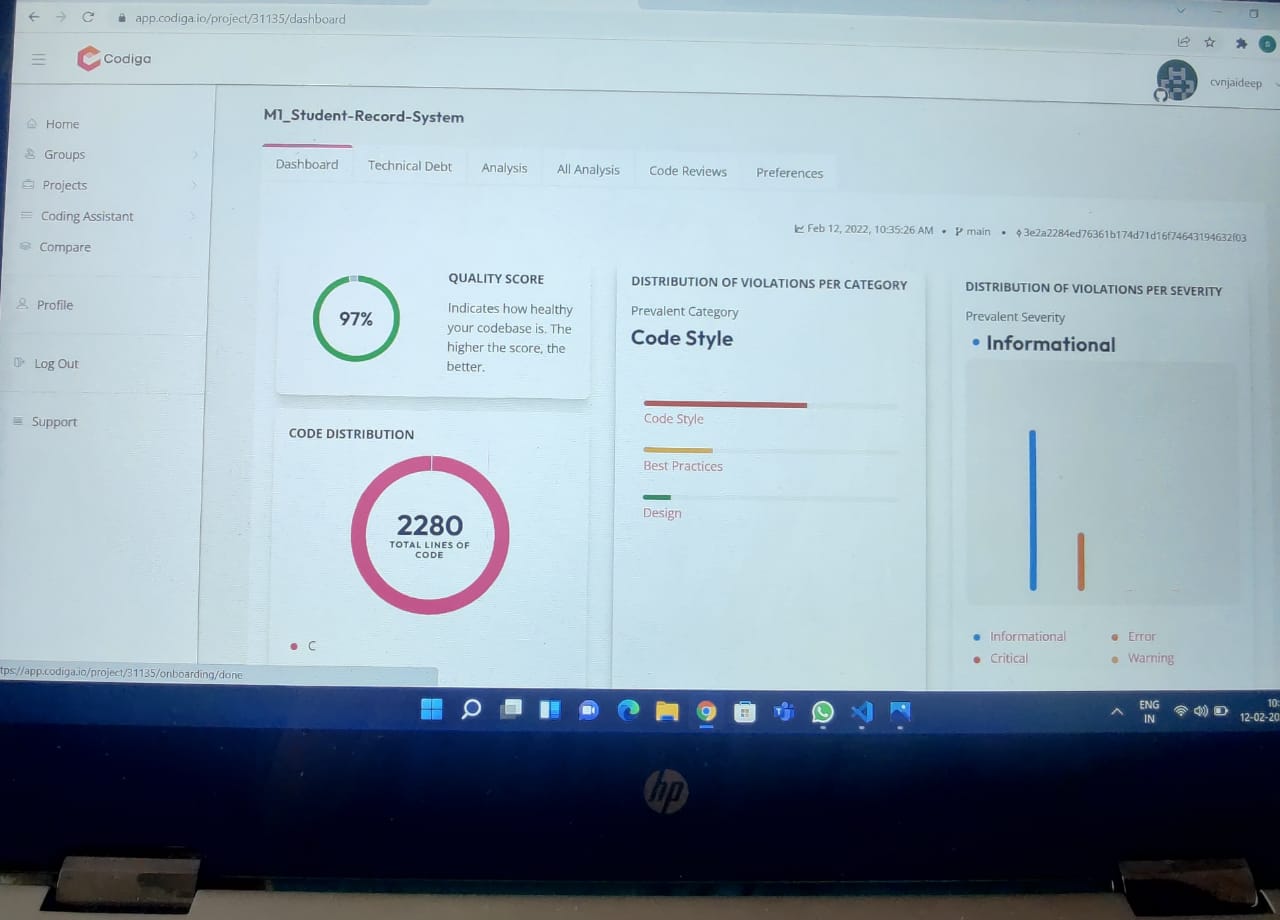 app.codiga.io/project/31135/dashboard
Codiga
cvnjaideep
Home
Groups
Projects
Coding Assistant
Compare
Profile
Log Out
Support
M1_Student-Record-System
Dashboard
Technical Debt
Analysis
All Analysis
Code Reviews
Preferences
Feb 12, 2022, 10:35:26 AM • main • 3e2a2284ed76361b174d71d16f74643194632f03
97%
QUALITY SCORE
Indicates how healthy
your codebase is. The
higher the score, the
better.
CODE DISTRIBUTION
2280
TOTAL LINES OF
CODE
C
DISTRIBUTION OF VIOLATIONS PER CATEGORY
Prevalent Category
Code Style
Code Style
Best Practices
Design
DISTRIBUTION OF VIOLATIONS PER SEVERITY
Prevalent Severity
Informational
Informational
Error
Critical
Warning
tps://app.codiga.io/project/31135/onboarding/done
ENG
IN
10:
12-02-20
hp